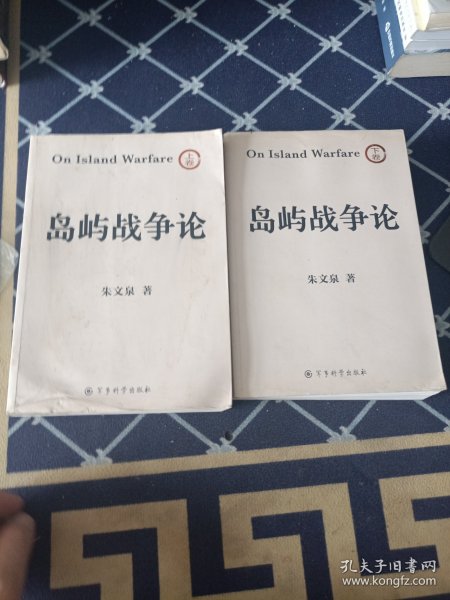 On Island Warfare
上卷
岛屿战争论
朱文泉 著
军事科学出版社
On Island Warfare
下卷
岛屿战争论
朱文泉 著
军事科学出版社
孔夫子旧书网
www.kongfz.com